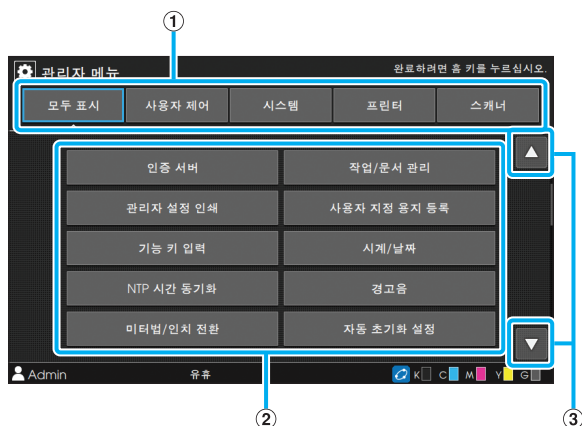 ①
관리자 메뉴
완료하려면 홈 키를 누르십시오.
모두 표시 사용자 제어 시스템 프린터 스캐너
인증 서버 작업/문서 관리
관리자 설정 인쇄 사용자 지정 용지 등록
기능 키 입력 시계/날짜
NTP 시간 동기화 경고음
미터법/인치 전환 자동 초기화 설정
Admin 유휴 K C M Y G
② ③